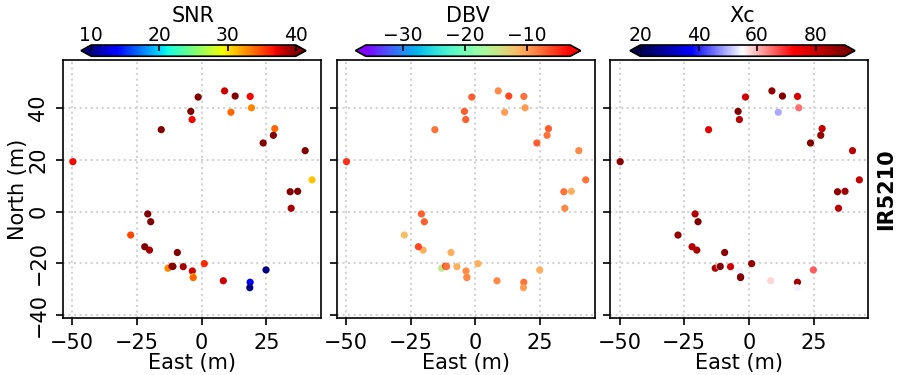 SNR DBV Xc
10 20 30 40 −30 −20 −10 20 40 60 80
40
20
0
−20
−40
North (m)
−50 −25 0 25 −50 −25 0 25 −50 −25 0 25
East (m) East (m) East (m)
IR5210